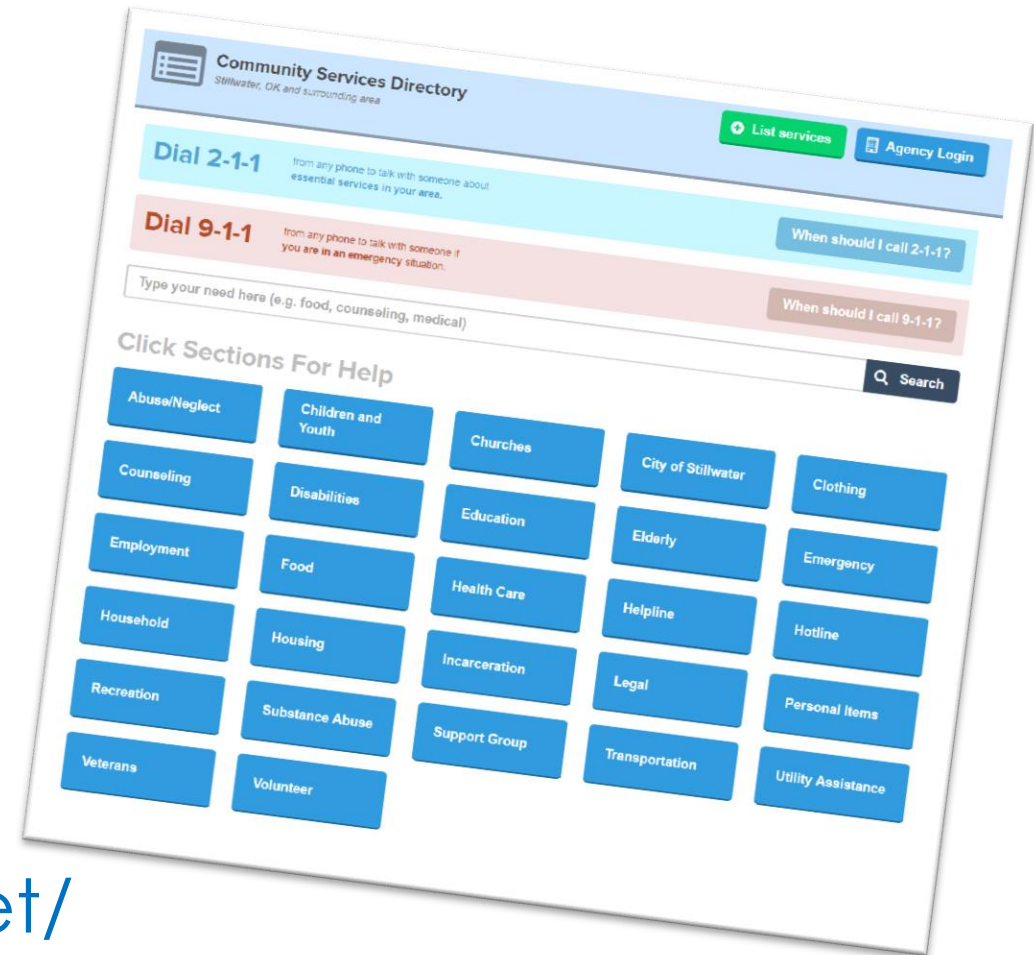 Community Services Directory
Stillwater, OK and surrounding area
List services
Agency Login
Dial 2-1-1
from any phone to talk with someone about
essential services in your area.
When should I call 2-1-1?
Dial 9-1-1
from any phone to talk with someone if
you are in an emergency situation.
When should I call 9-1-1?
Type your need here (e.g. food, counseling, medical)
Search
Click Sections For Help
Abuse/Neglect
Children and
Youth
Churches
City of Stillwater
Clothing
Counseling
Disabilities
Education
Elderly
Emergency
Employment
Food
Health Care
Helpline
Hotline
Household
Housing
Incarceration
Legal
Personal Items
Recreation
Substance Abuse
Support Group
Transportation
Utility Assistance
Veterans
Volunteer
et/